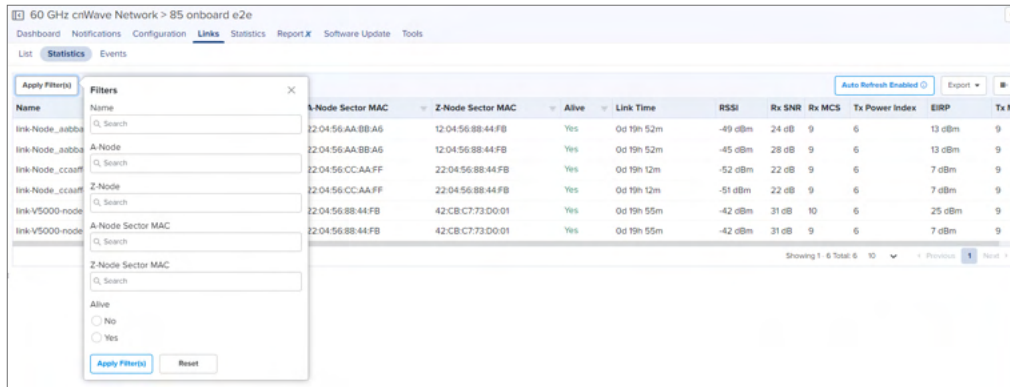 60 GHz cnWave Network > 85 onboard e2e
Dashboard Notifications Configuration Links Statistics Report X Software Update Tools
List Statistics Events
Apply Filter(s) Auto Refresh Enabled Export
Filters
Name A-Node Sector MAC Z-Node Sector MAC Alive Link Time RSSI Rx SNR Rx MCS Tx Power Index EIRP
Name
Search
link-Node_aabba 22:04:56:AA:BB:A6 12:04:56:88:44:FB Yes 0d 19h 52m -49 dBm 24 dB 9 6 13 dBm 9
A-Node
link-Node_aabba 22:04:56:AA:BB:A6 12:04:56:88:44:FB Yes 0d 19h 52m -45 dBm 28 dB 9 6 13 dBm 9
Search
link-Node_ccaaff 22:04:56:CC:AA:FF 22:04:56:88:44:FB Yes 0d 19h 12m -52 dBm 22 dB 9 6 7 dBm 9
Z-Node
link-Node_ccaaff 22:04:56:CC:AA:FF 22:04:56:88:44:FB Yes 0d 19h 12m -51 dBm 22 dB 9 6 7 dBm 9
Search
link-V5000-node 22:04:56:88:44:FB 42:CB:C7:73:D0:01 Yes 0d 19h 55m -42 dBm 31 dB 10 6 25 dBm 9
A-Node Sector MAC
link-V5000-node 22:04:56:88:44:FB 42:CB:C7:73:D0:01 Yes 0d 19h 55m -42 dBm 31 dB 9 6 7 dBm 9
Search
Showing 1 - 6 Total: 6 10 < Previous 1 Next >
Z-Node Sector MAC
Search
Alive
No
Yes
Apply Filter(s) Reset